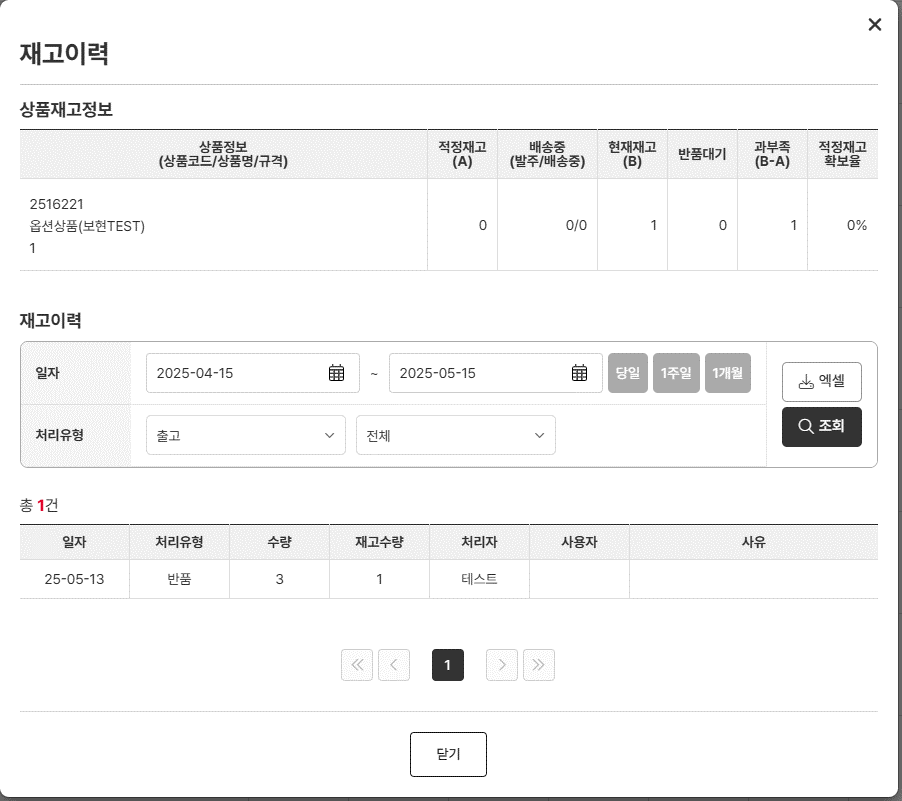 재고이력
상품재고정보
상품정보
(상품코드/상품명/규격)
적정재고
(A)
배송중
(발주/배송중)
현재재고
(B)
반품대기
과부족
(B-A)
적정재고
확보율
2516221
옵션상품(보현TEST)
1
0
0/0
1
0
1
0%
재고이력
일자
2025-04-15
~
2025-05-15
당일
1주일
1개월
엑셀
처리유형
출고
전체
조회
총 1건
일자
처리유형
수량
재고수량
처리자
사용자
사유
25-05-13
반품
3
1
테스트
1
닫기